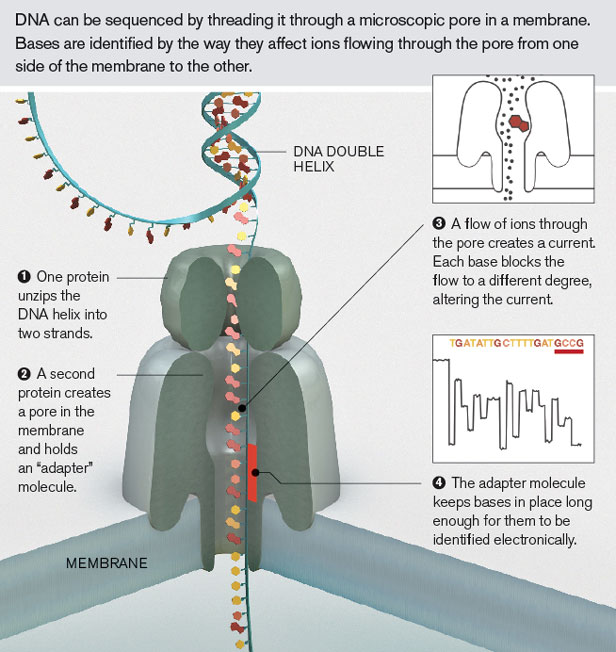 DNA can be sequenced by threading it through a microscopic pore in a membrane.
Bases are identified by the way they affect ions flowing through the pore from one
side of the membrane to the other.
DNA DOUBLE
HELIX
❶ One protein
unzips the
DNA helix into
two strands.
❷ A second
protein creates
a pore in the
membrane
and holds
an “adapter”
molecule.
MEMBRANE
❸ A flow of ions through
the pore creates a current.
Each base blocks the
flow to a different degree,
altering the current.
TGATATTGCTTTTGATGCCG
❹ The adapter molecule
keeps bases in place long
enough for them to be
identified electronically.